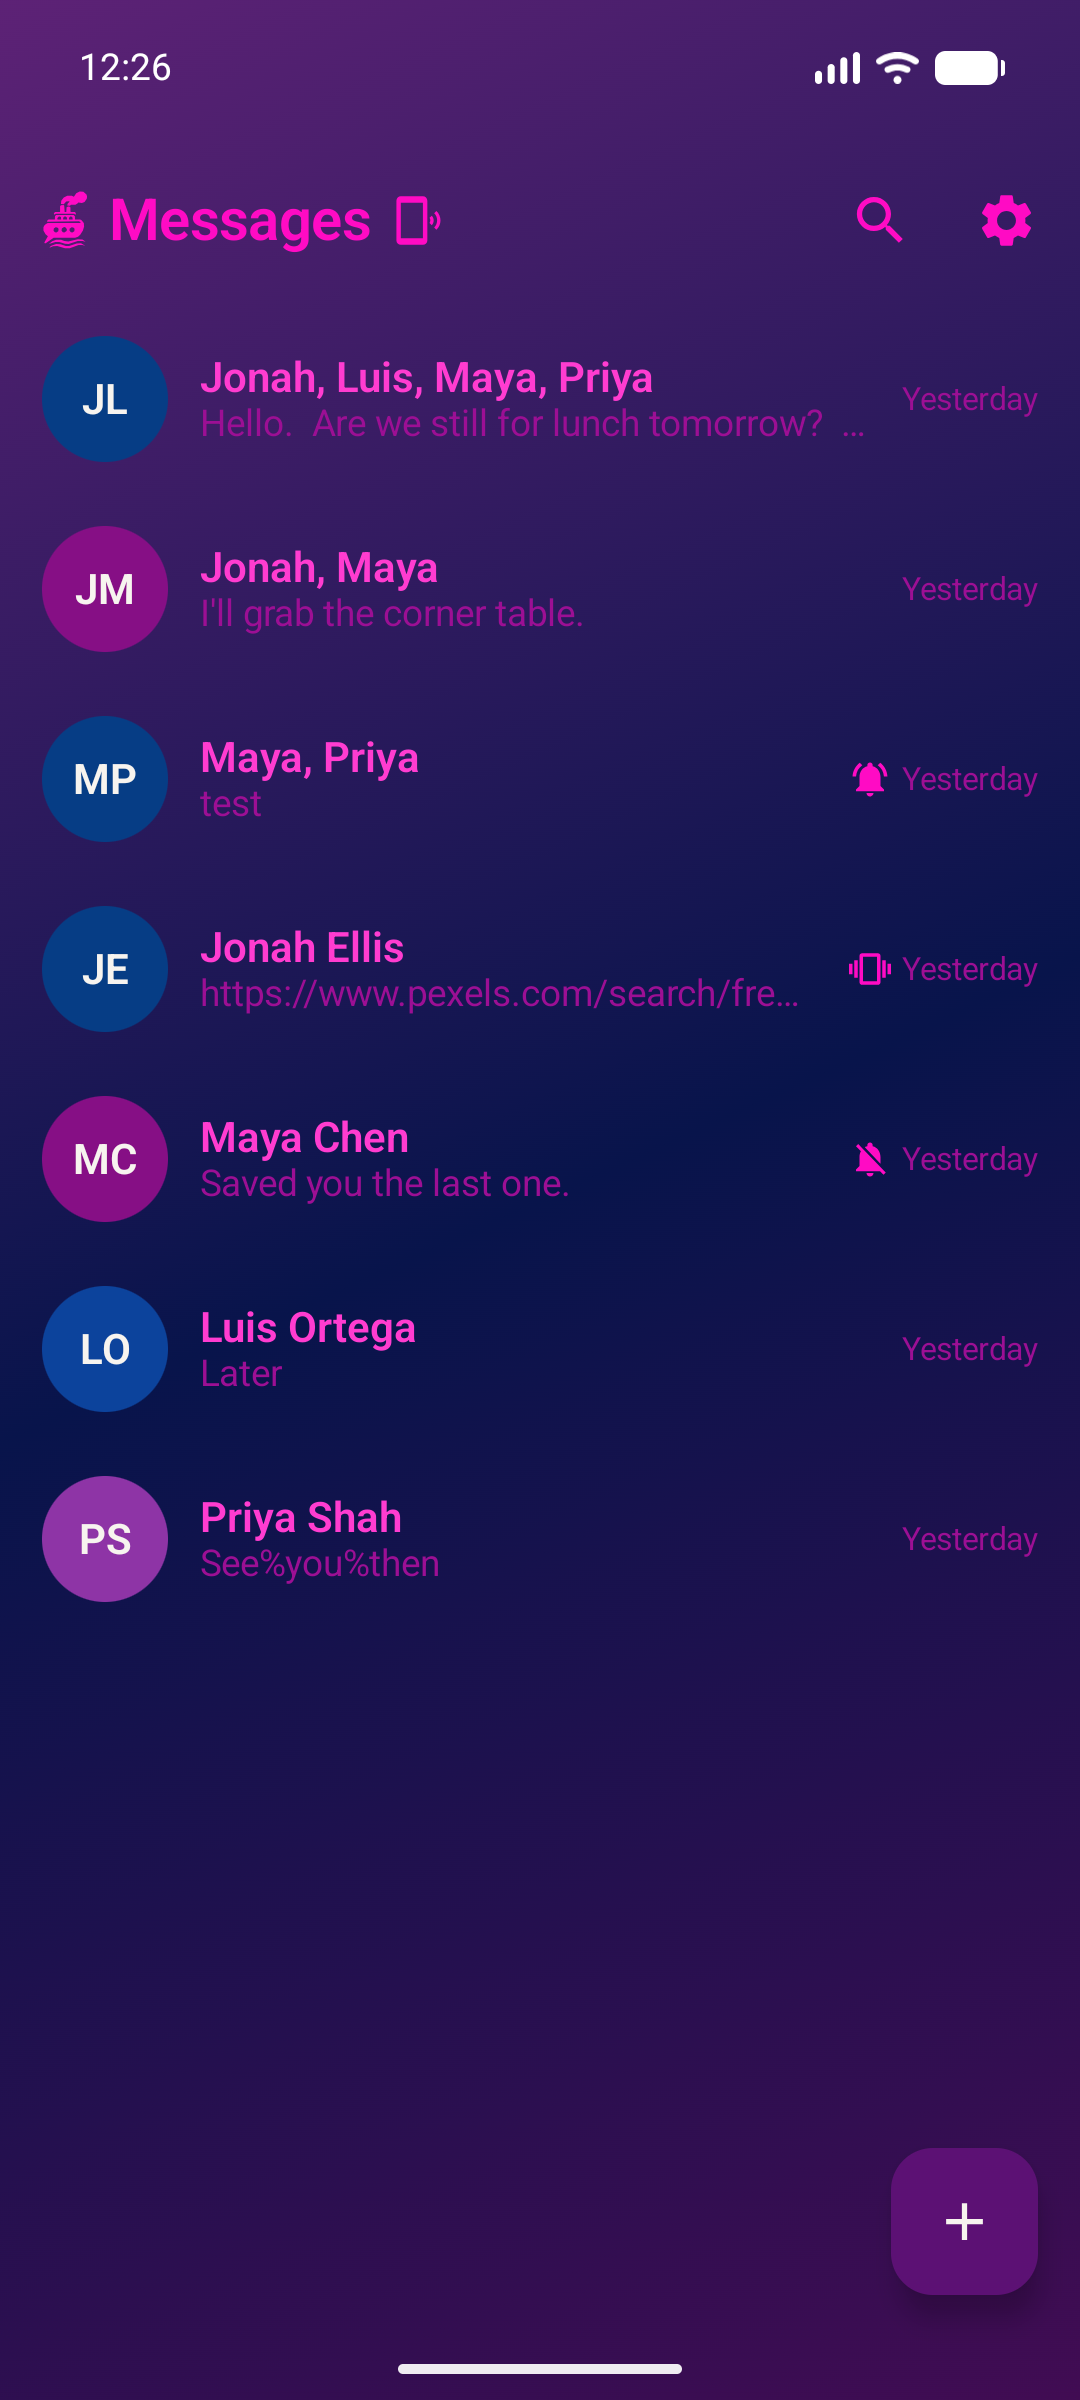 12:26
Messages
JL
Jonah, Luis, Maya, Priya
Hello.  Are we still for lunch tomorrow?  ...
Yesterday
JM
Jonah, Maya
I'll grab the corner table.
Yesterday
MP
Maya, Priya
test
Yesterday
JE
Jonah Ellis
https://www.pexels.com/search/fre...
Yesterday
MC
Maya Chen
Saved you the last one.
Yesterday
LO
Luis Ortega
Later
Yesterday
PS
Priya Shah
See%you%then
Yesterday
+